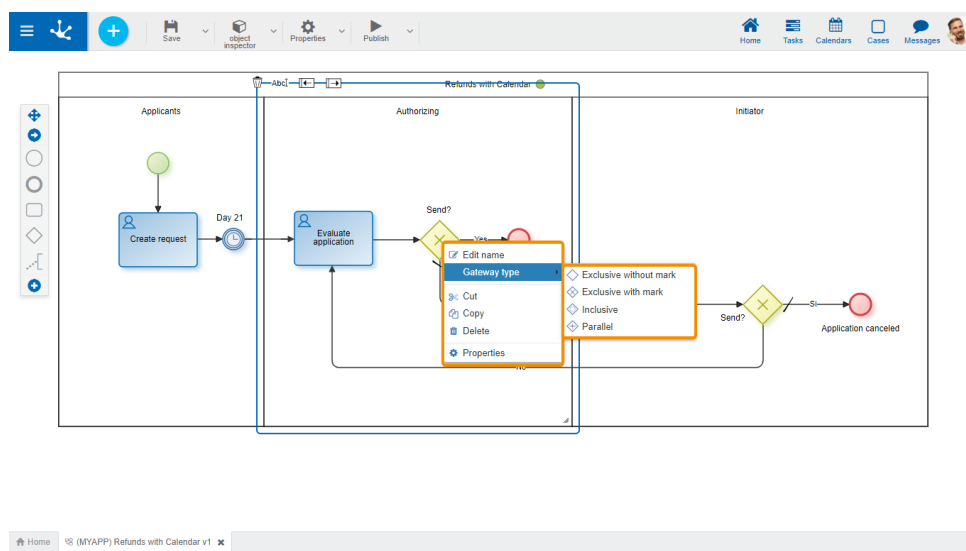 Save
object
inspector
Properties
Publish
Home
Tasks
Calendars
Cases
Messages
Abc
Refunds with Calendar
Applicants
Authorizing
Initiator
Create request
Day 21
Evaluate
application
Send?
Yes
Edit name
Gateway type
Cut
Copy
Delete
Properties
Exclusive without mark
Exclusive with mark
Inclusive
Parallel
Send?
Si
Application canceled
No
Home
(MYAPP) Refunds with Calendar v1